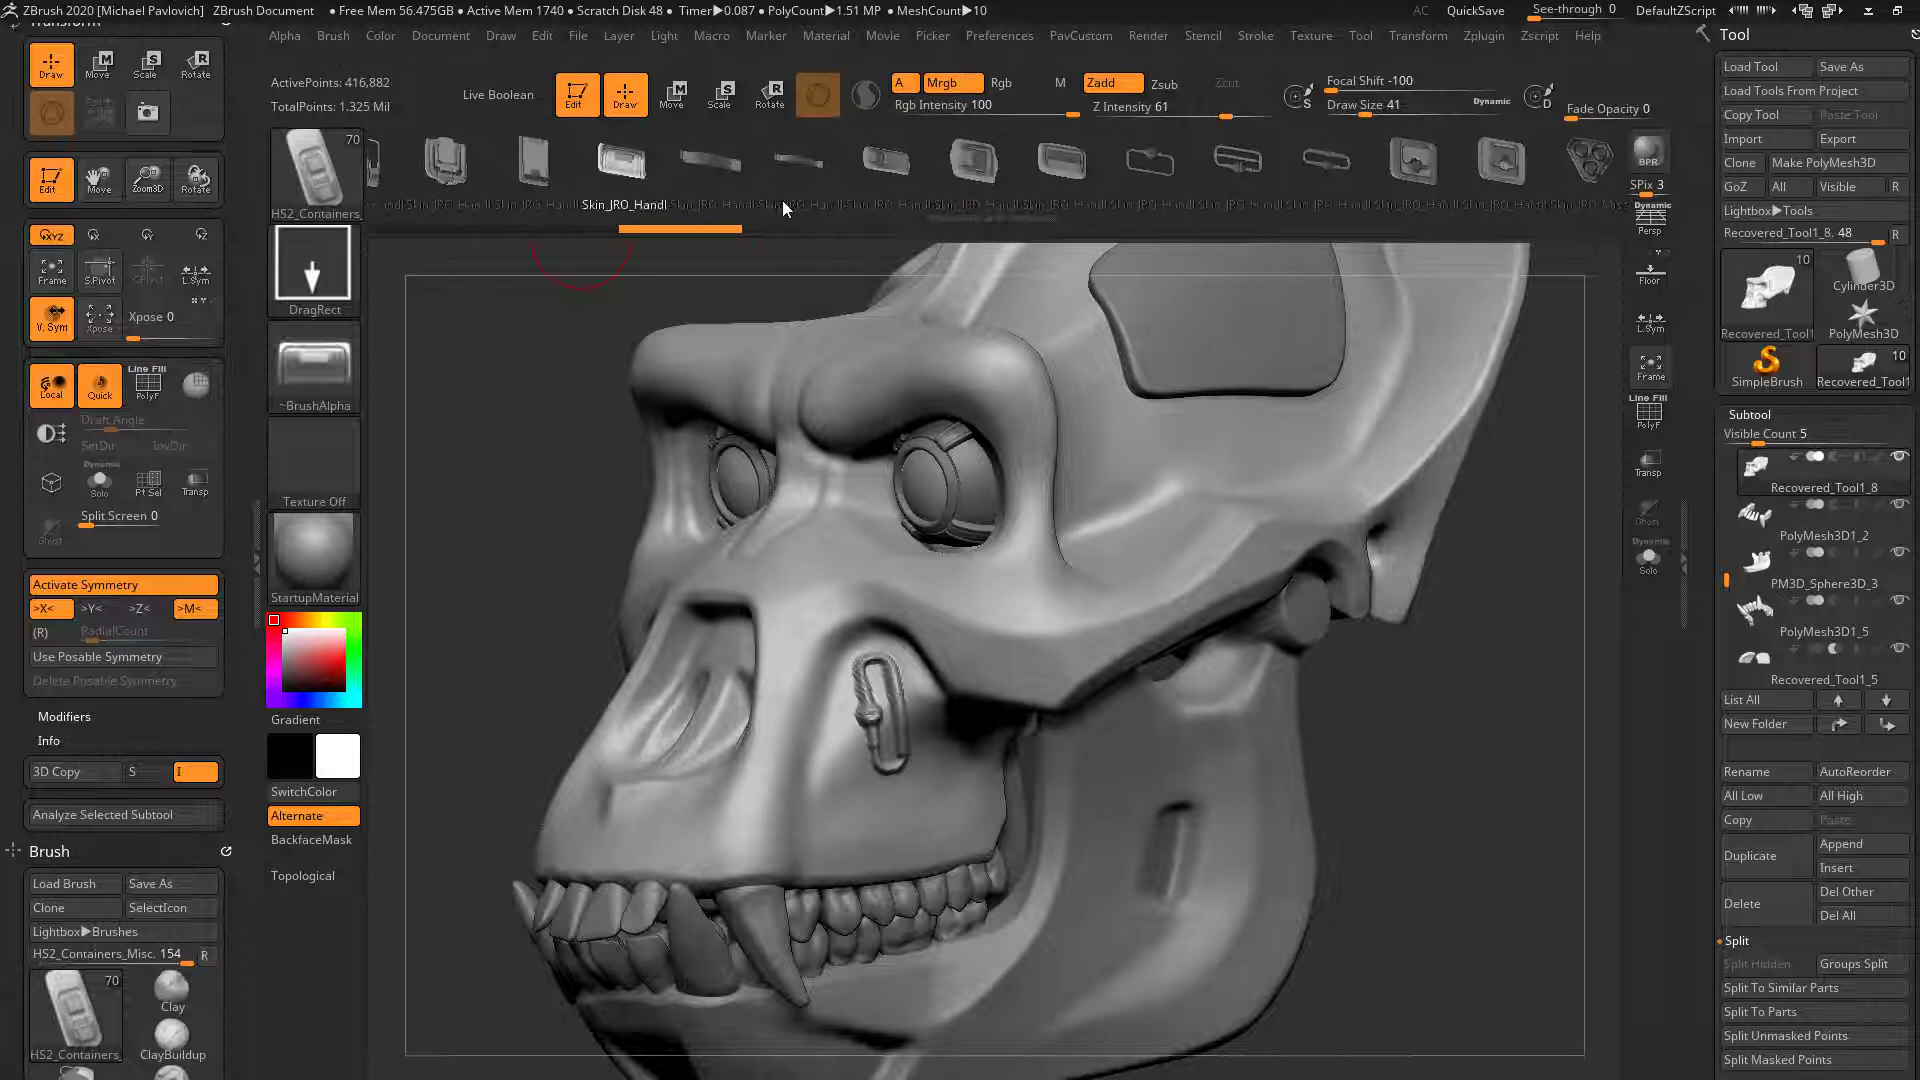 ZBrush 2020 [Michael Pavlovich] ZBrush Document ● Free Mem 56.475GB ● Active Mem 1740 ● Scratch Disk 48 ● Timer▶0.087 ● PolyCount▶1.51 MP ● MeshCount▶10
AC QuickSave See-through 0 DefaultZScript
Alpha Brush Color Document Draw Edit File Layer Light Macro Marker Material Movie Picker Preferences PavCustom Render Stencil Stroke Texture Tool Transform Zplugin Zscript Help
Draw Move Scale Rotate
Edit Move Zoom3D Rotate
XYZ
Frame S.Pivot L.Sym
V. Sym Xpose Xpose 0
Local Quick Line Fill PolyF
Draft Angle
SetDir InvDir
Dynamic Solo Pt Sel Transp
Split Screen 0
Ghost
Activate Symmetry
>X< >Y< >Z< >M<
(R) RadialCount
Use Posable Symmetry
Delete Posable Symmetry
Modifiers
Info
3D Copy S I
Analyze Selected Subtool
Brush
Load Brush Save As
Clone SelectIcon
Lightbox▶Brushes
HS2_Containers_Misc. 154 R
70
Clay
HS2_Containers_ ClayBuildup
ActivePoints: 416,882
TotalPoints: 1.325 Mil
Live Boolean
Edit Draw Move Scale Rotate
A Mrgb Rgb M Zadd Zsub Zcut
Rgb Intensity 100 Z Intensity 61
S
Focal Shift -100
Draw Size 41 Dynamic
D
Fade Opacity 0
70
HS2_Containers_
Skin_JRO_Handl
DragRect
~BrushAlpha
Texture Off
StartupMaterial
Gradient
SwitchColor
Alternate
BackfaceMask
Topological
BPR
SPix 3
Dynamic
Persp
Floor
L.Sym
Frame
Line Fill
PolyF
Transp
Ghost
Dynamic
Solo
Tool
Load Tool Save As
Load Tools From Project
Copy Tool Paste Tool
Import Export
Clone Make PolyMesh3D
GoZ All Visible R
Lightbox▶Tools
Recovered_Tool1_8. 48 R
10
Cylinder3D
Recovered_Tool1 PolyMesh3D
10
SimpleBrush Recovered_Tool1
Subtool
Visible Count 5
Recovered_Tool1_8
PolyMesh3D1_2
PM3D_Sphere3D_3
PolyMesh3D1_5
Recovered_Tool1_5
List All
New Folder
Rename AutoReorder
All Low All High
Copy Paste
Duplicate Append
Insert
Delete Del Other
Del All
Split
Split Hidden Groups Split
Split To Similar Parts
Split To Parts
Split Unmasked Points
Split Masked Points